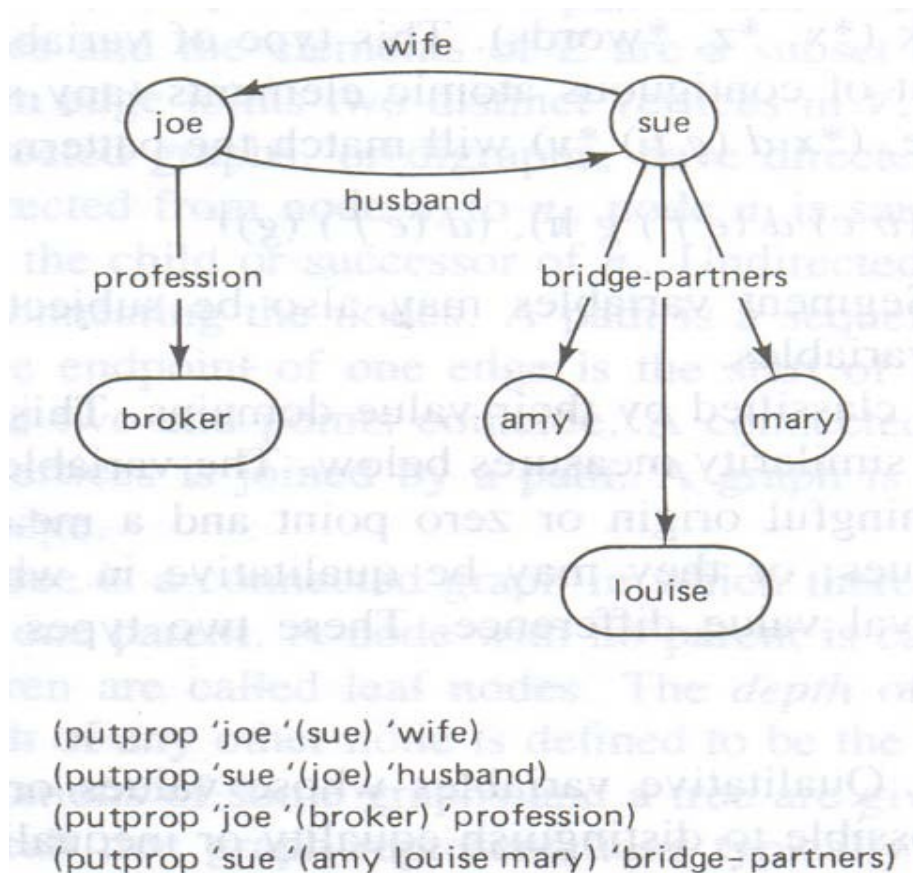 wife
joe
sue
husband
profession
bridge-partners
broker
amy
mary
louise
(putprop ‘joe ‘(sue) ‘wife)
(putprop ‘sue ‘(joe) ‘husband)
(putprop ‘joe ‘(broker) ‘profession)
(putprop ‘sue ‘(amy louise mary) ‘bridge-partners)